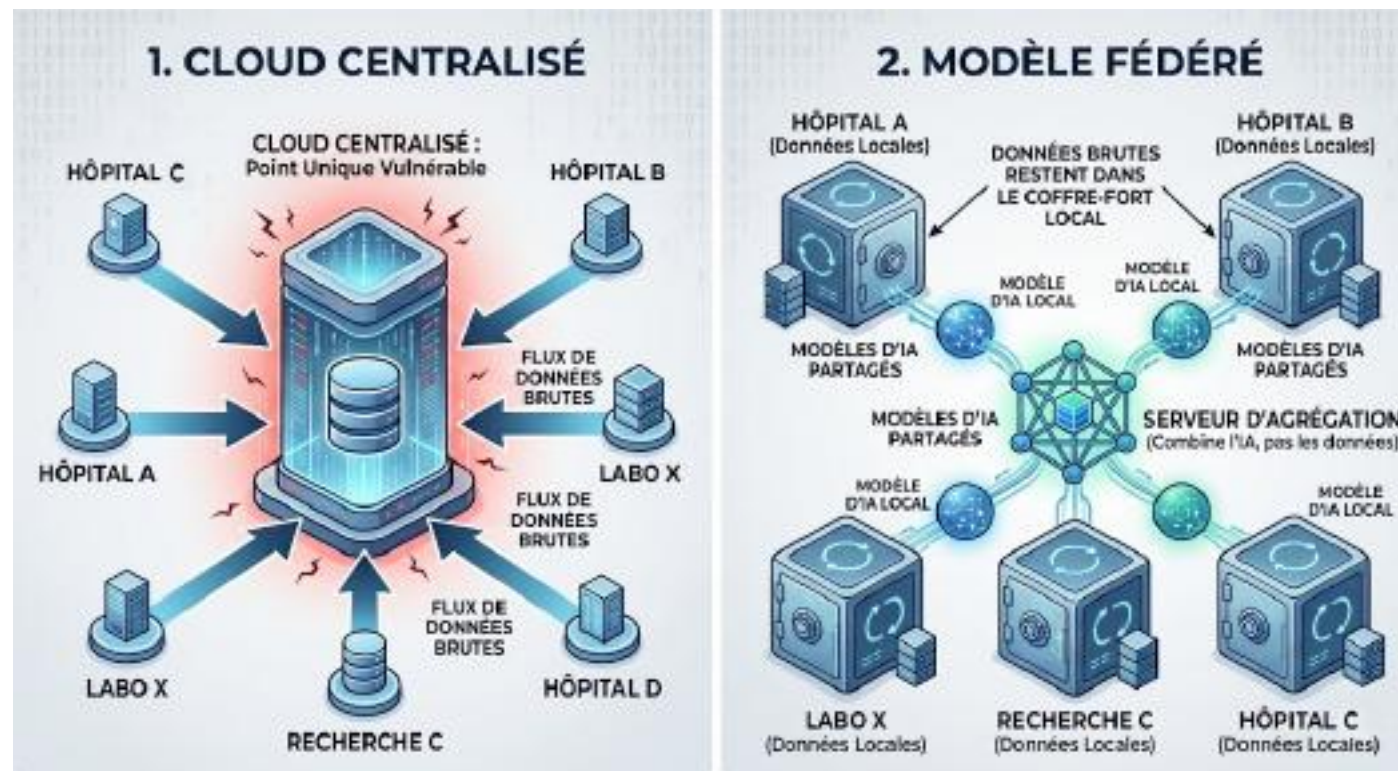 1. CLOUD CENTRALISÉ
CLOUD CENTRALISÉ :
Point Unique Vulnérable
HÔPITAL C
HÔPITAL B
FLUX DE
DONNÉES
BRUTES
HÔPITAL A
LABO X
FLUX DE
DONNÉES
BRUTES
FLUX DE
DONNÉES
BRUTES
LABO X
HÔPITAL D
RECHERCHE C
2. MODÈLE FÉDÉRÉ
HÔPITAL A
(Données Locales)
HÔPITAL B
(Données Locales)
DONNÉES BRUTES
RESTENT DANS
LE COFFRE-FORT
LOCAL
MODÈLE
D'IA LOCAL
MODÈLE
D'IA LOCAL
MODÈLES D'IA
PARTAGÉS
MODÈLES D'IA
PARTAGÉS
MODÈLES D'IA
PARTAGÉS
SERVEUR D'AGRÉGATION
(Combine l'IA, pas les données)
MODÈLE
D'IA LOCAL
MODÈLE
D'IA LOCAL
LABO X
(Données Locales)
RECHERCHE C
(Données Locales)
HÔPITAL C
(Données Locales)